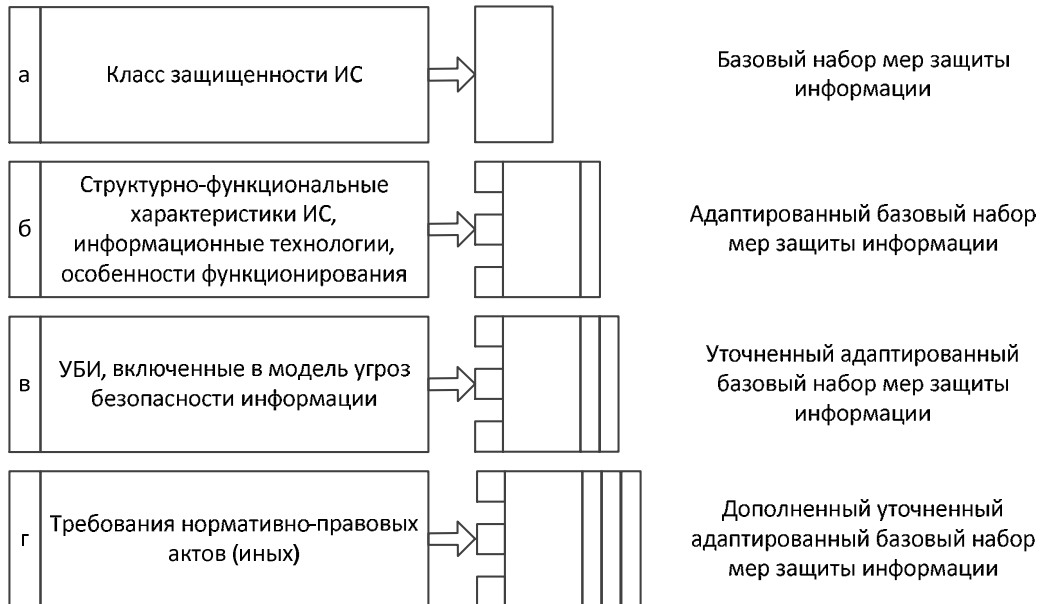 а
Класс защищенности ИС
Базовый набор мер защиты
информации
б
Структурно-функциональные
характеристики ИС,
информационные технологии,
особенности функционирования
Адаптированный базовый набор
мер защиты информации
в
УБИ, включенные в модель угроз
безопасности информации
Уточненный адаптированный
базовый набор мер защиты
информации
г
Требования нормативно-правовых
актов (иных)
Дополненный уточненный
адаптированный базовый набор
мер защиты информации